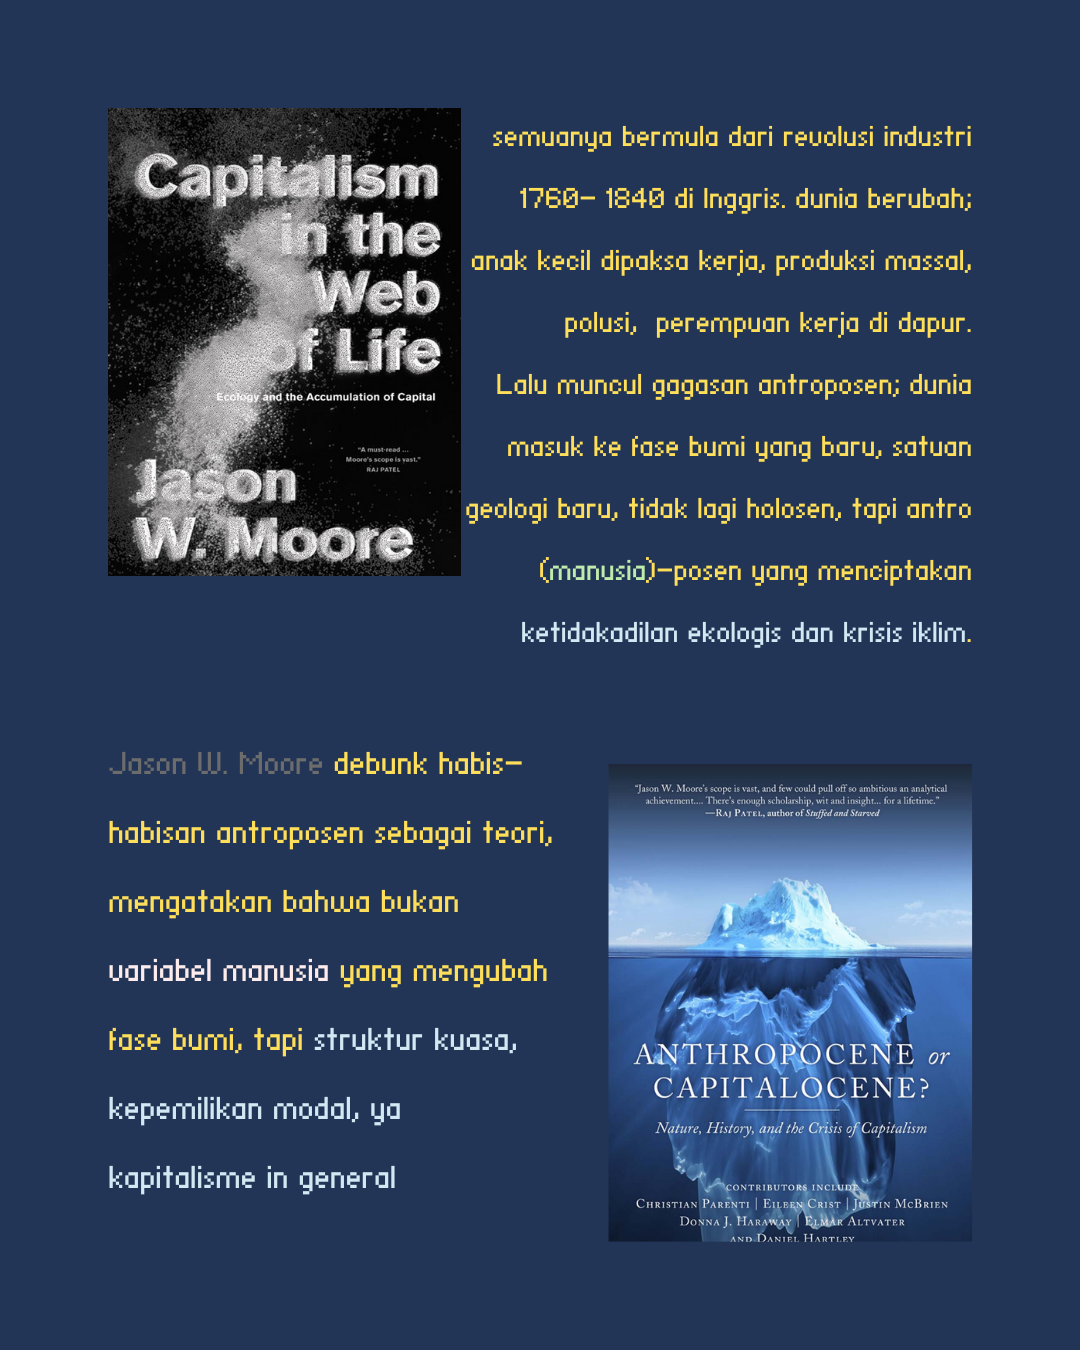 Capitalism
in the
Web
of Life
Ecology and the Accumulation of Capital
"A must-read ...
Moore's scope is vast."
RAJ PATEL
Jason
W. Moore
semuanya bermula dari revolusi industri
1760- 1840 di Inggris. dunia berubah;
anak kecil dipaksa kerja, produksi massal,
polusi, perempuan kerja di dapur.
Lalu muncul gagasan antroposen; dunia
masuk ke fase bumi yang baru, satuan
geologi baru, tidak lagi holosen, tapi antro
(manusia)-posen yang menciptakan
ketidakadilan ekologis dan krisis iklim.
Jason W. Moore debunk habis-
habisan antroposen sebagai teori,
mengatakan bahwa bukan
variabel manusia yang mengubah
fase bumi, tapi struktur kuasa,
kepemilikan modal, ya
kapitalisme in general
"Jason W. Moore's scope is vast, and few could pull off so ambitious an analytical
achievement.... There's enough scholarship, wit and insight... for a lifetime."
—RAJ PATEL, author of Stuffed and Starved
ANTHROPOCENE or
CAPITALOCENE?
Nature, History, and the Crisis of Capitalism
CONTRIBUTORS INCLUDE
CHRISTIAN PARENTI | EILEEN CRIST | JUSTIN MCBRIEN
DONNA J. HARAWAY | ELMAR ALTVATER
AND DANIEL HARTLEY